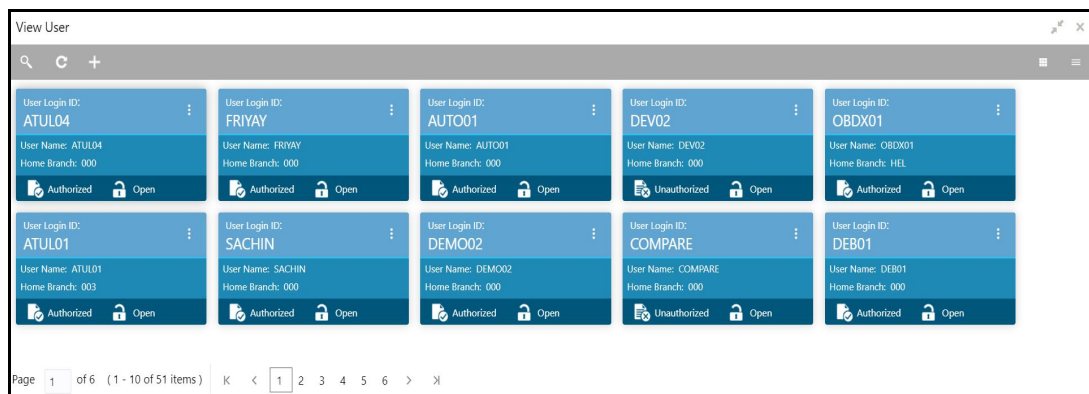 View User
User Login ID:
ATUL04
User Name: ATUL04
Home Branch: 000
Authorized Open
User Login ID:
FRIYAY
User Name: FRIYAY
Home Branch: 000
Authorized Open
User Login ID:
AUTO01
User Name: AUTO01
Home Branch: 000
Authorized Open
User Login ID:
DEV02
User Name: DEV02
Home Branch: 000
Unauthorized Open
User Login ID:
OBDX01
User Name: OBDX01
Home Branch: HEL
Authorized Open
User Login ID:
ATUL01
User Name: ATUL01
Home Branch: 003
Authorized Open
User Login ID:
SACHIN
User Name: SACHIN
Home Branch: 000
Authorized Open
User Login ID:
DEMO02
User Name: DEMO02
Home Branch: 000
Authorized Open
User Login ID:
COMPARE
User Name: COMPARE
Home Branch: 000
Unauthorized Open
User Login ID:
DEB01
User Name: DEB01
Home Branch: 000
Authorized Open
Page 1 of 6 (1 - 10 of 51 items) 1 2 3 4 5 6